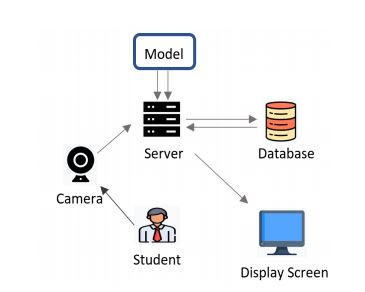 Model
Server
Database
Camera
Student
Display Screen